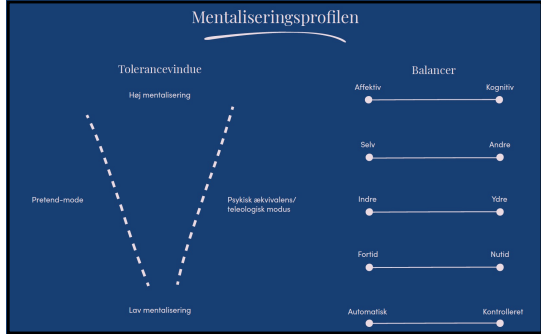 Mentaliseringsprofilen
Tolerancevindue
Høj mentalisering
Pretend-mode
Psykisk ækvivalens/
teleologisk modus
Lav mentalisering
Balancer
Affektiv Kognitiv
Selv Andre
Indre Ydre
Fortid Nutid
Automatisk Kontrolleret